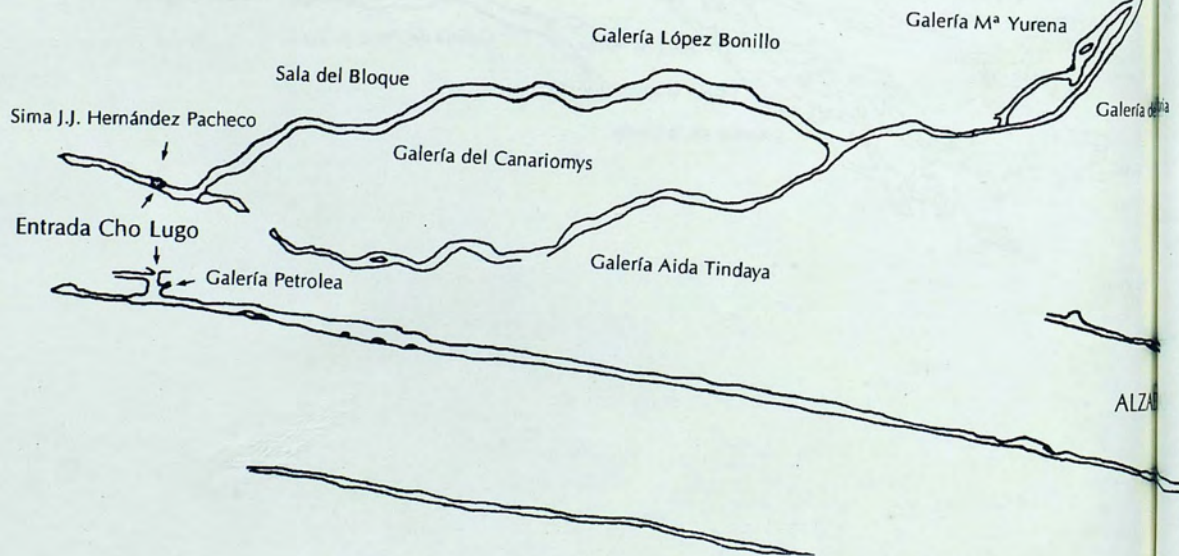 Galería Mª Yurena
Galería López Bonillo
Sala del Bloque
Sima J.J. Hernández Pacheco
Galería
Galería del Canariomys
Entrada Cho Lugo
Galería Aida Tindaya
Galería Petrolea